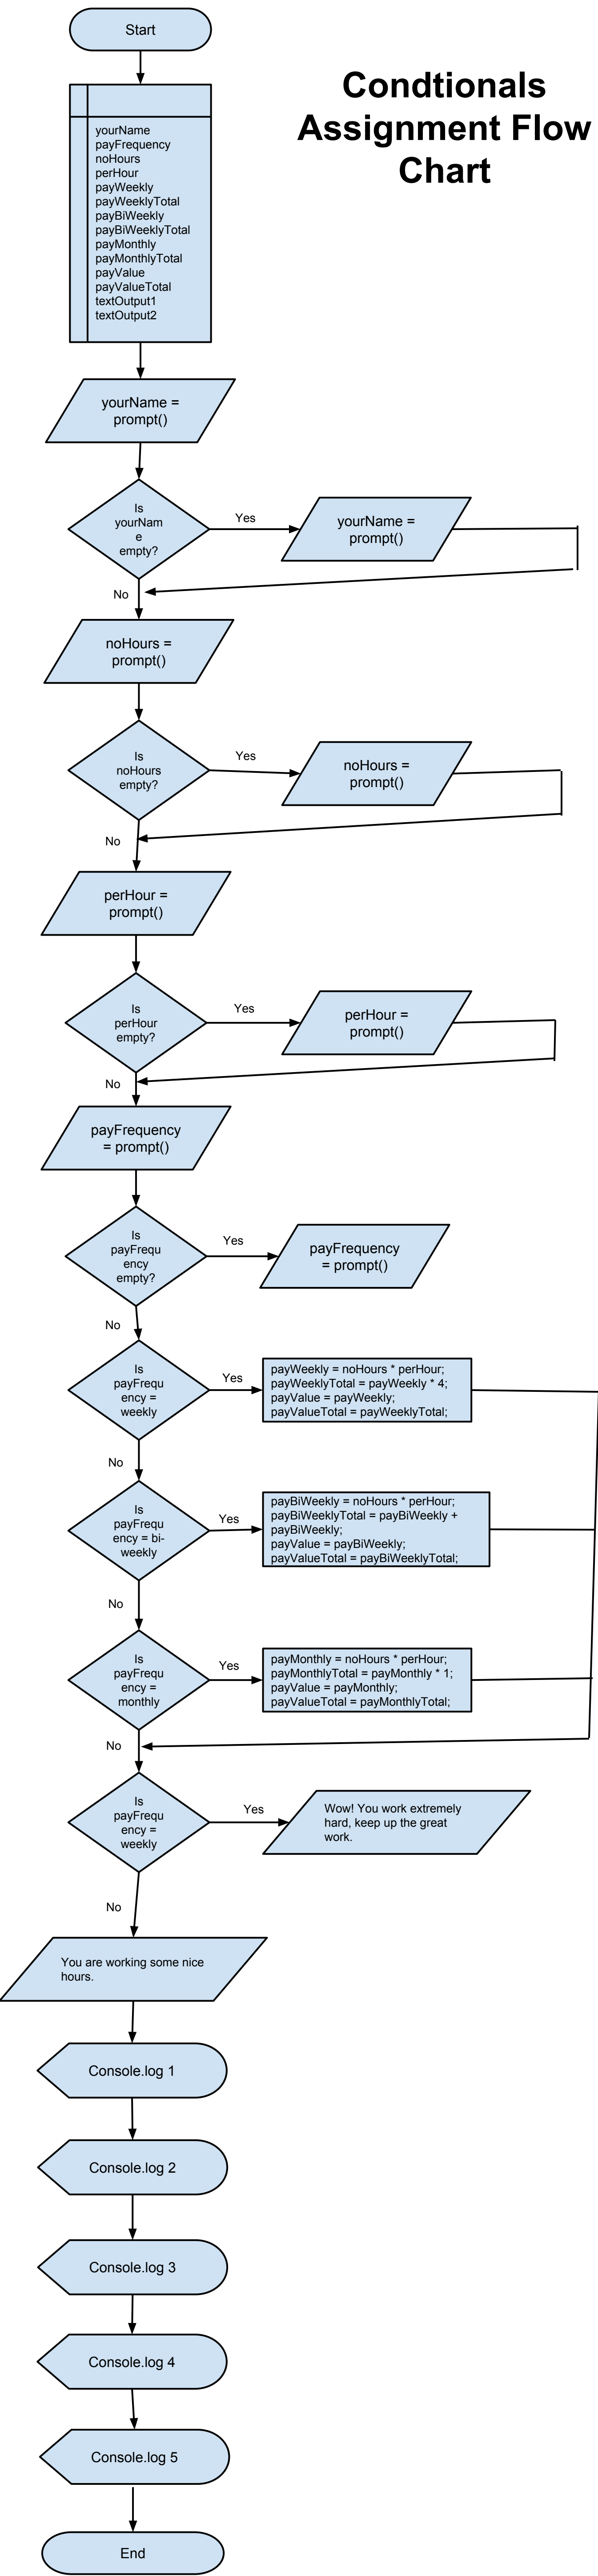 Start
Condtionals
Assignment Flow
Chart
yourName
payFrequency
noHours
perHour
payWeekly
payWeeklyTotal
payBiWeekly
payBiWeeklyTotal
payMonthly
payMonthlyTotal
payValue
payValueTotal
textOutput1
textOutput2
yourName =
prompt()
Is
yourNam
e
empty?
Yes
yourName =
prompt()
No
noHours =
prompt()
Is
noHours
empty?
Yes
noHours =
prompt()
No
perHour =
prompt()
Is
perHour
empty?
Yes
perHour =
prompt()
No
payFrequency
= prompt()
Is
payFrequ
ency
empty?
Yes
payFrequency
= prompt()
No
Is
payFrequ
ency =
weekly
Yes
payWeekly = noHours * perHour;
payWeeklyTotal = payWeekly * 4;
payValue = payWeekly;
payValueTotal = payWeeklyTotal;
No
Is
payFrequ
ency = bi-
weekly
Yes
payBiWeekly = noHours * perHour;
payBiWeeklyTotal = payBiWeekly +
payBiWeekly;
payValue = payBiWeekly;
payValueTotal = payBiWeeklyTotal;
No
Is
payFrequ
ency =
monthly
Yes
payMonthly = noHours * perHour;
payMonthlyTotal = payMonthly * 1;
payValue = payMonthly;
payValueTotal = payMonthlyTotal;
No
Is
payFrequ
ency =
weekly
Yes
Wow! You work extremely
hard, keep up the great
work.
No
You are working some nice
hours.
Console.log 1
Console.log 2
Console.log 3
Console.log 4
Console.log 5
End